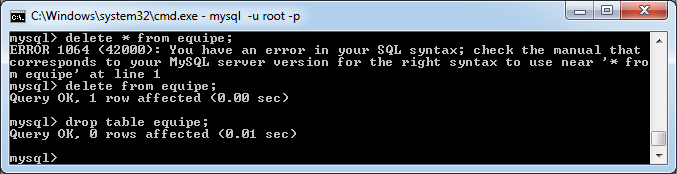 C:\Windows\system32\cmd.exe - mysql  -u root -p
mysql> delete * from equipe;
ERROR 1064 (42000): You have an error in your SQL syntax; check the manual that
corresponds to your MySQL server version for the right syntax to use near '* fro
m equipe' at line 1
mysql> delete from equipe;
Query OK, 1 row affected (0.00 sec)
mysql> drop table equipe;
Query OK, 0 rows affected (0.01 sec)
mysql>